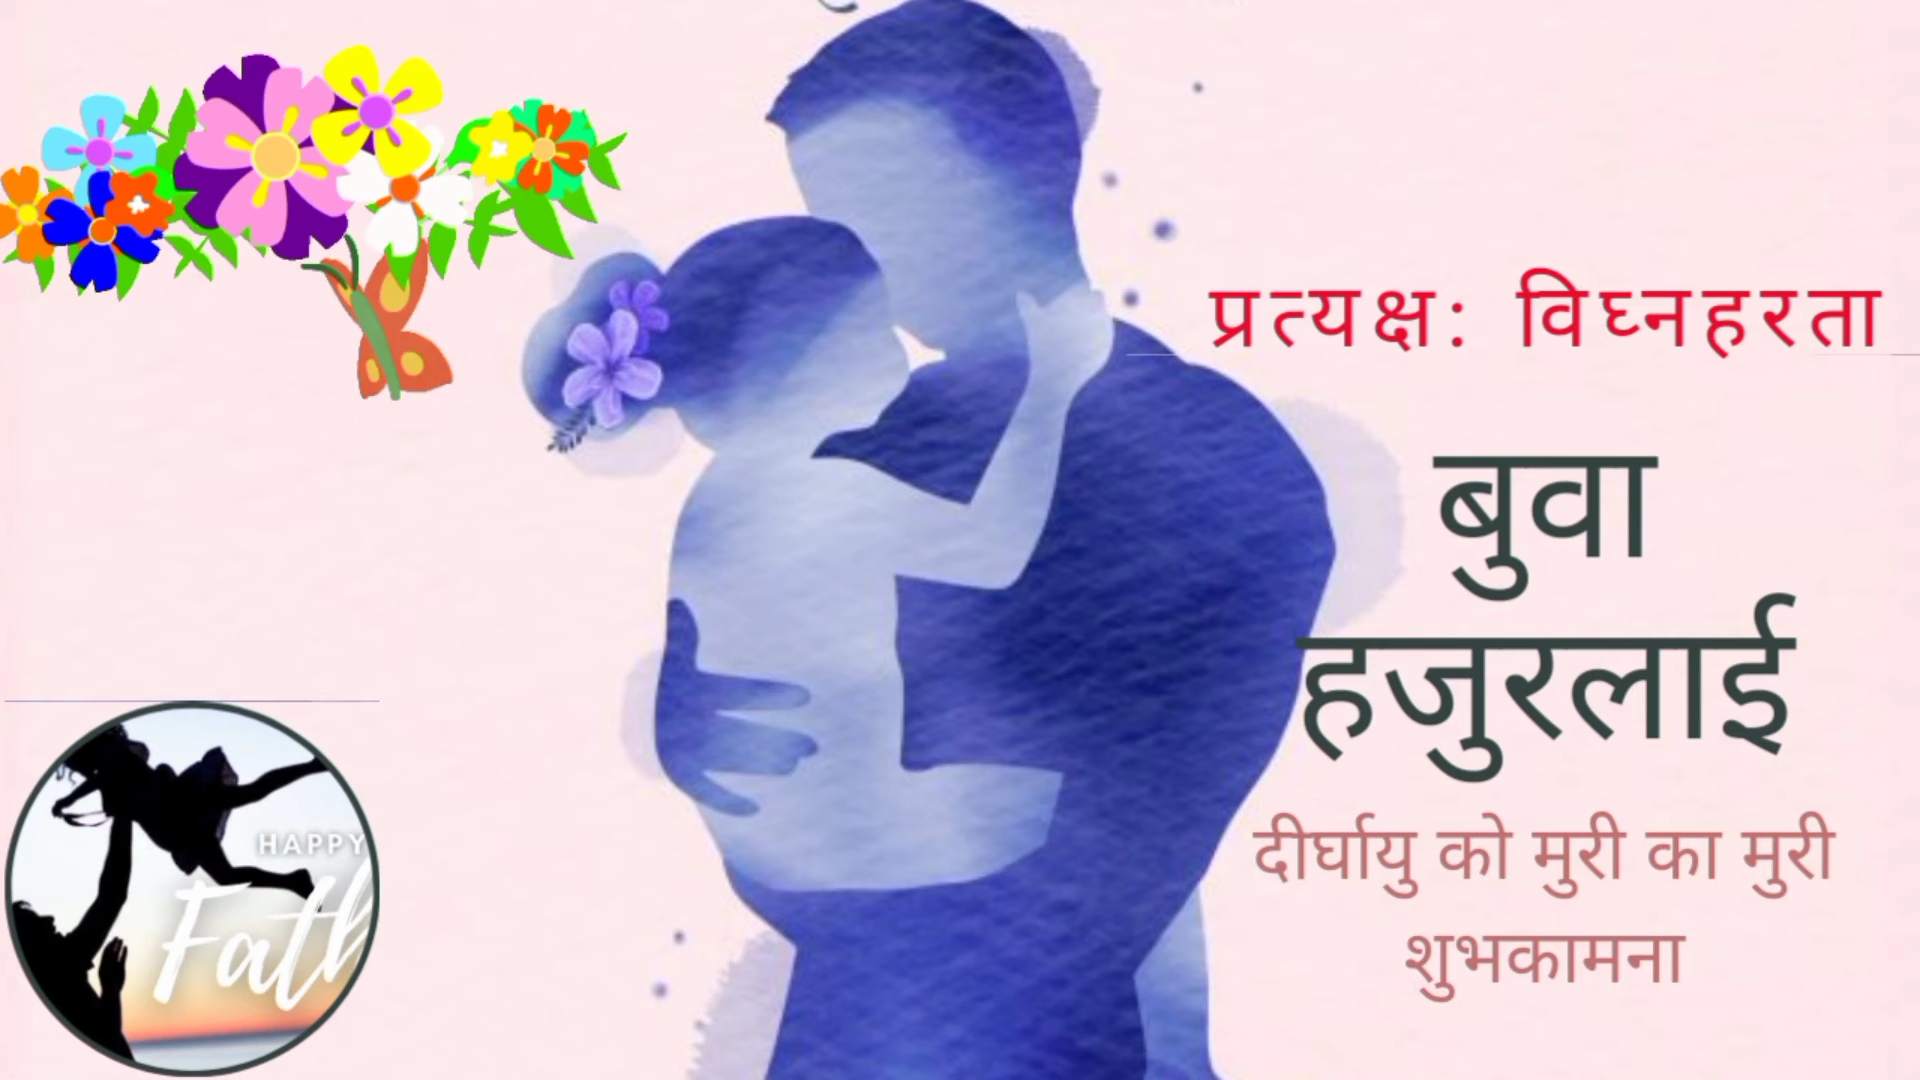 प्रत्यक्ष: विघ्नहरता
बुवा
हजुरलाई
दीर्घायु को मुरी का मुरी
शुभकामना
HAPPY
Fath